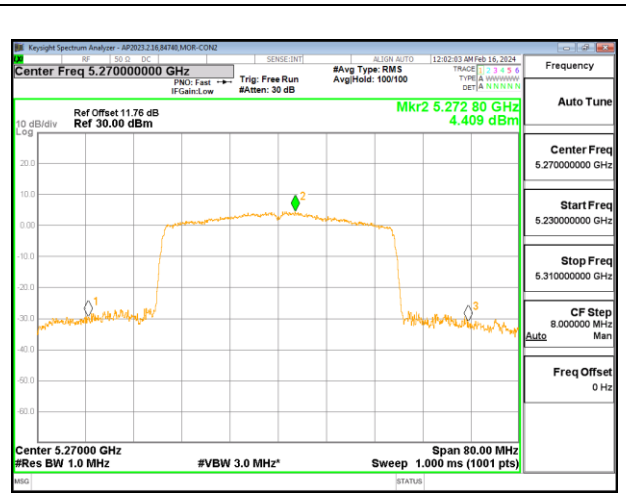 Keysight Spectrum Analyzer - AP2023.2.16,84740,MOR-CON2
RF 50 Ω DC SENSE:INT ALIGN AUTO 12:02:03 AM Feb 16, 2024
Center Freq 5.270000000 GHz
PNO: Fast
IFGain:Low
Trig: Free Run
#Atten: 30 dB
#Avg Type: RMS
Avg|Hold: 100/100
TRACE 1 2 3 4 5 6
TYPE A WWWWW
DET A NNNNN
Mkr2 5.272 80 GHz
4.409 dBm
Ref Offset 11.76 dB
10 dB/div Ref 30.00 dBm
Log
20.0
10.0
0.00
-10.0
-20.0
-30.0
-40.0
-50.0
-60.0
1
2
3
Center 5.27000 GHz Span 80.00 MHz
#Res BW 1.0 MHz #VBW 3.0 MHz* Sweep 1.000 ms (1001 pts)
MSG STATUS
Frequency
Auto Tune
Center Freq
5.270000000 GHz
Start Freq
5.230000000 GHz
Stop Freq
5.310000000 GHz
CF Step
8.000000 MHz
Auto Man
Freq Offset
0 Hz